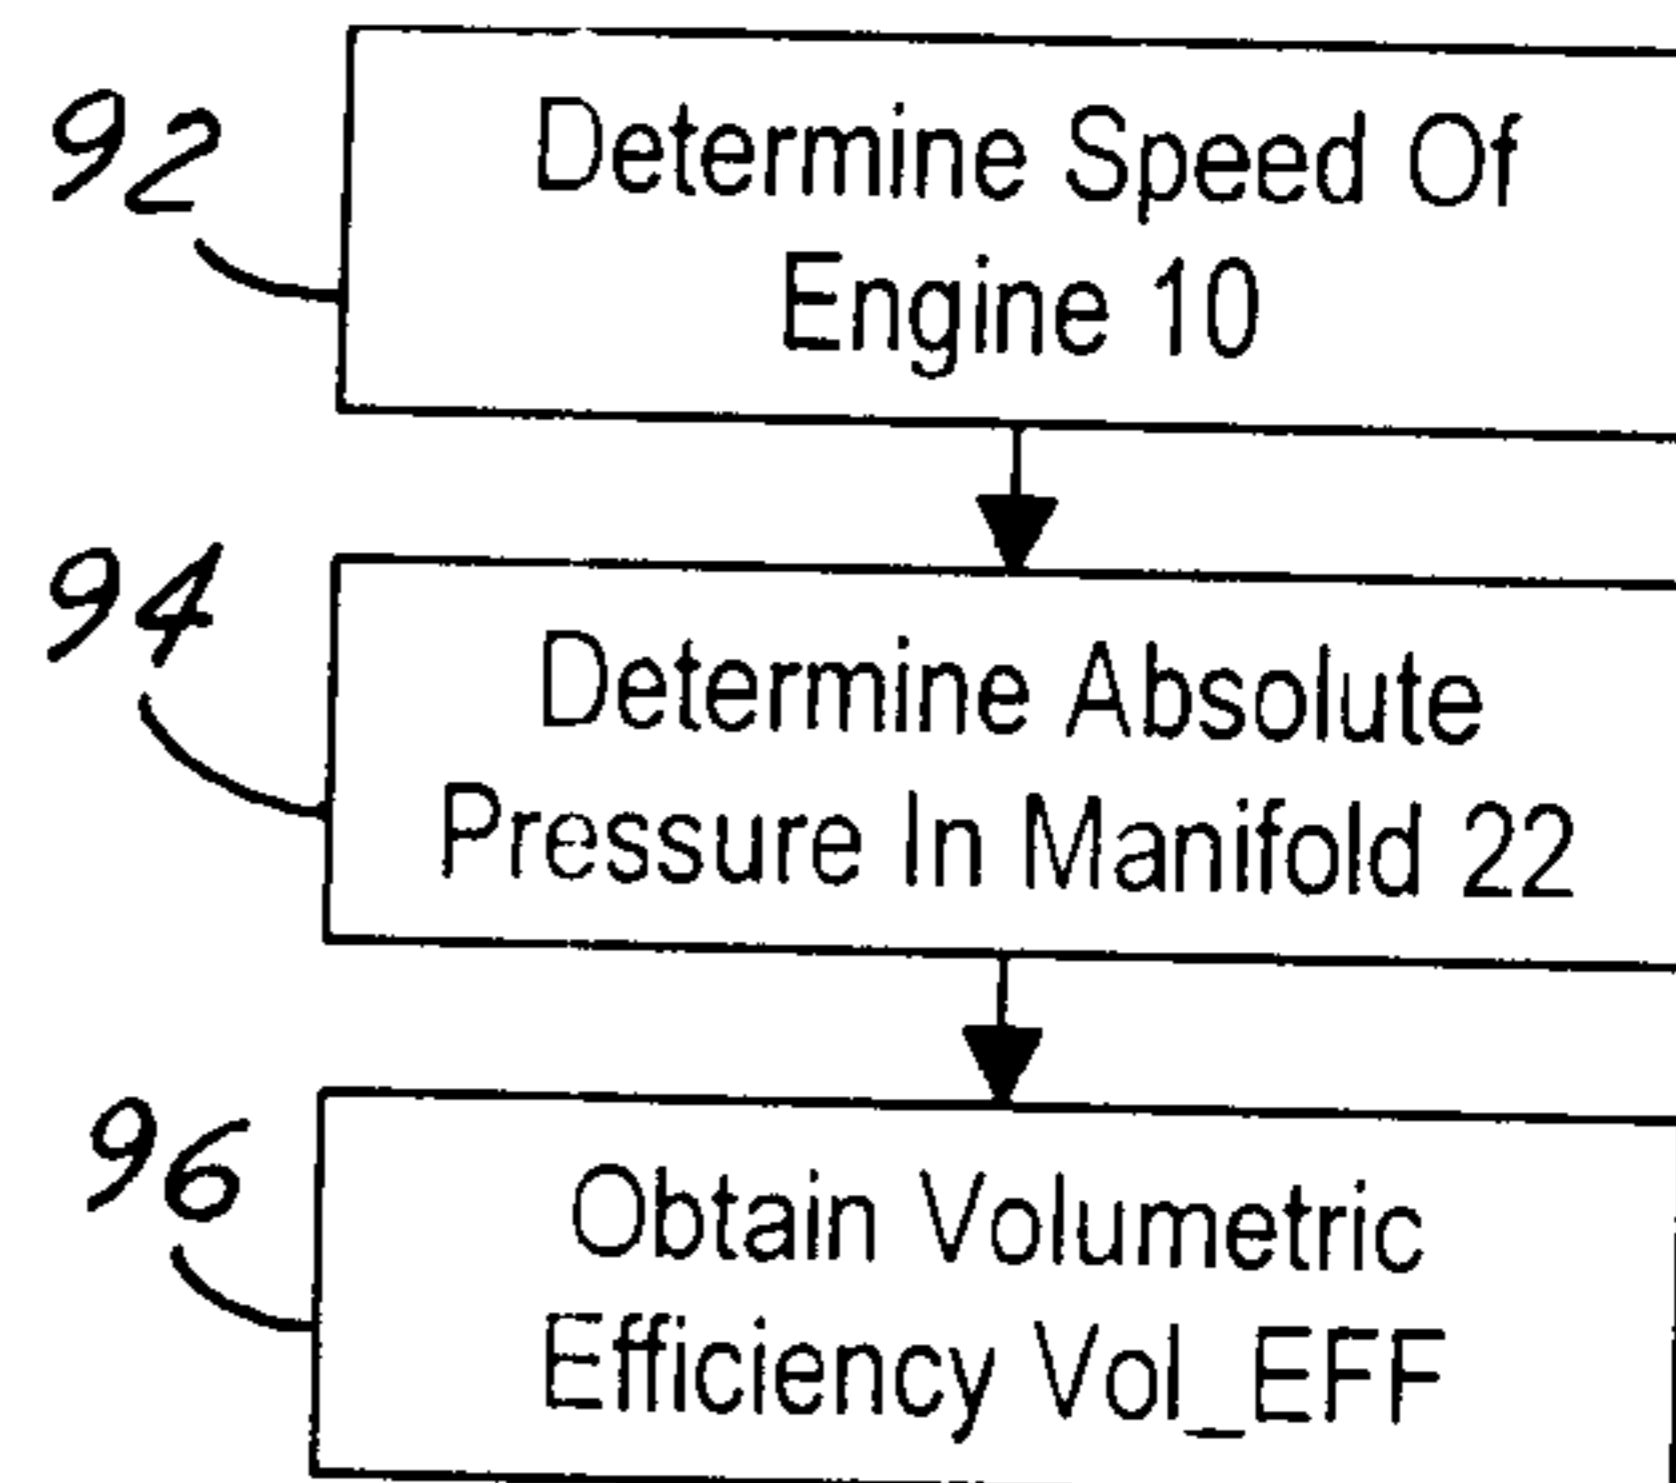 92
Determine Speed Of
Engine 10
94
Determine Absolute
Pressure In Manifold 22
96
Obtain Volumetric
Efficiency Vol_EFF